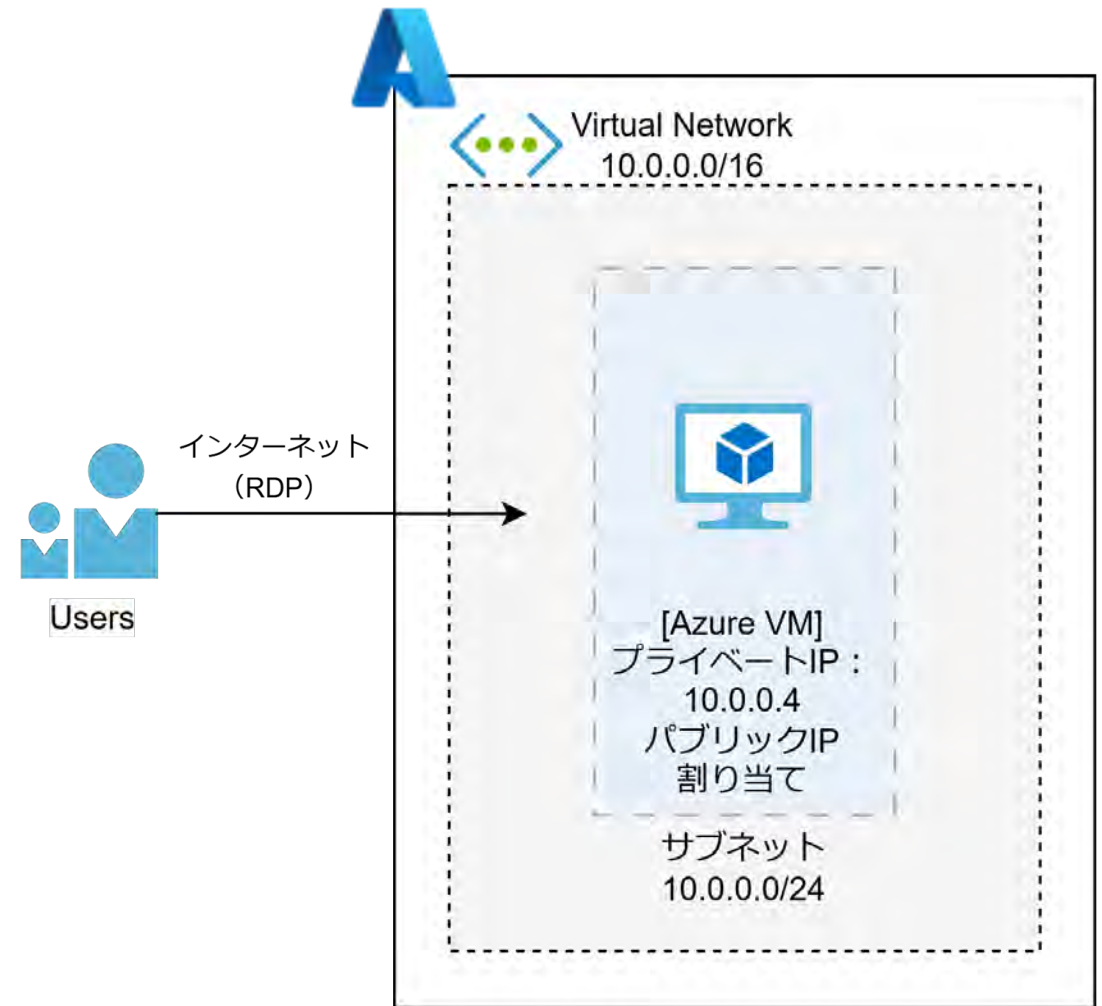 Virtual Network
10.0.0.0/16
インターネット
（RDP）
Users
[Azure VM]
プライベートIP：
10.0.0.4
パブリックIP
割り当て
サブネット
10.0.0.0/24